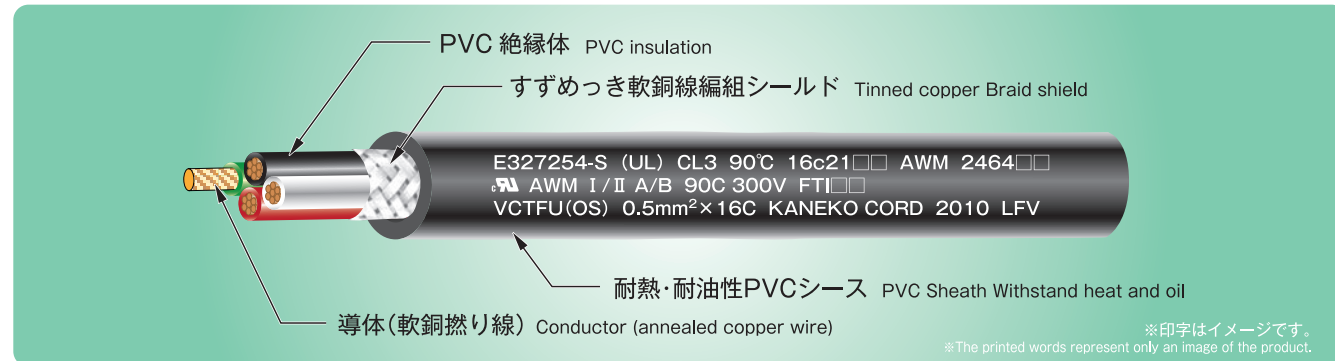 PVC 絶縁体 PVC insulation
すずめっき軟銅線編組シールド Tinned copper Braid shield
E327254-S (UL) CL3 90℃ 16c21□□ AWM 2464□□
c RU AWM I/II A/B 90C 300V FTI□□
VCTFU(OS) 0.5mm²×16C KANEKO CORD 2010 LFV
耐熱・耐油性PVCシース PVC Sheath Withstand heat and oil
導体(軟銅撚り線) Conductor (annealed copper wire)
※印字はイメージです。
※The printed words represent only an image of the product.